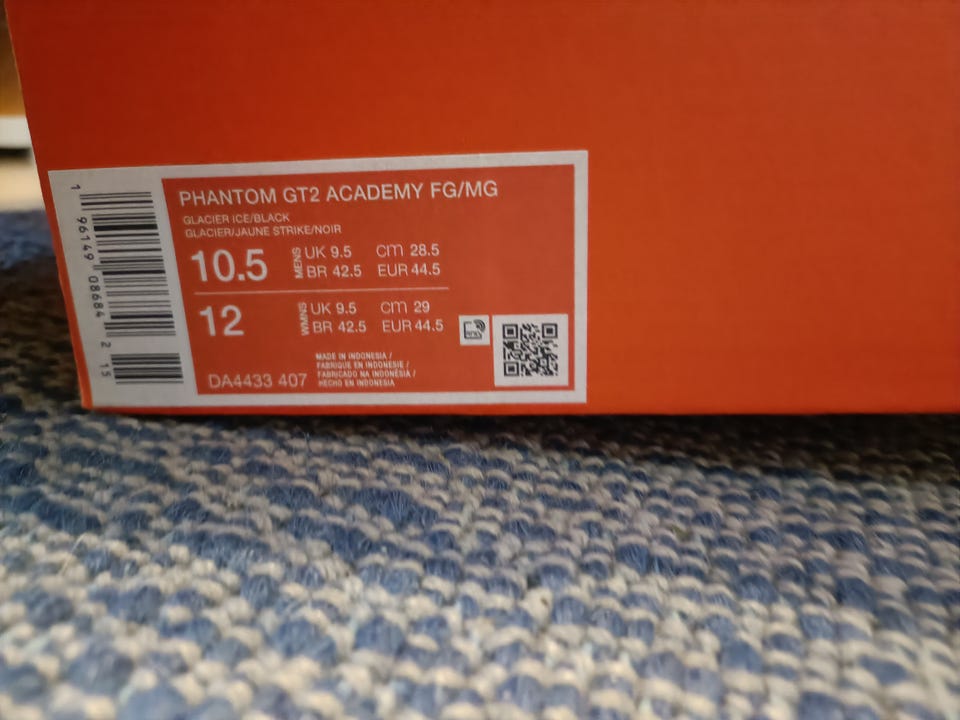 PHANTOM GT2 ACADEMY FG/MG
GLACIER ICE/BLACK
GLACIER/JAUNE STRIKE/NOIR
10.5 MENS UK 9.5 cm 28.5
BR 42.5 EUR 44.5
12 WMNS UK 9.5 cm 29
BR 42.5 EUR 44.5
MADE IN INDONESIA /
FABRIQUE EN INDONESIE /
FABRICADO NA INDONÉSIA /
HECHO EN INDONESIA
DA4433 407
1 96149 08684 2 15